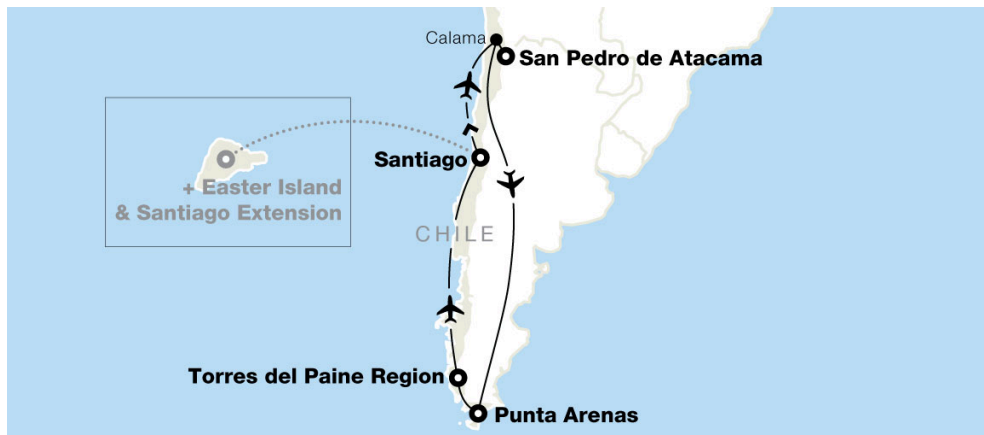 Calama
San Pedro de Atacama
Santiago
+ Easter Island
& Santiago Extension
CHILE
Torres del Paine Region
Punta Arenas